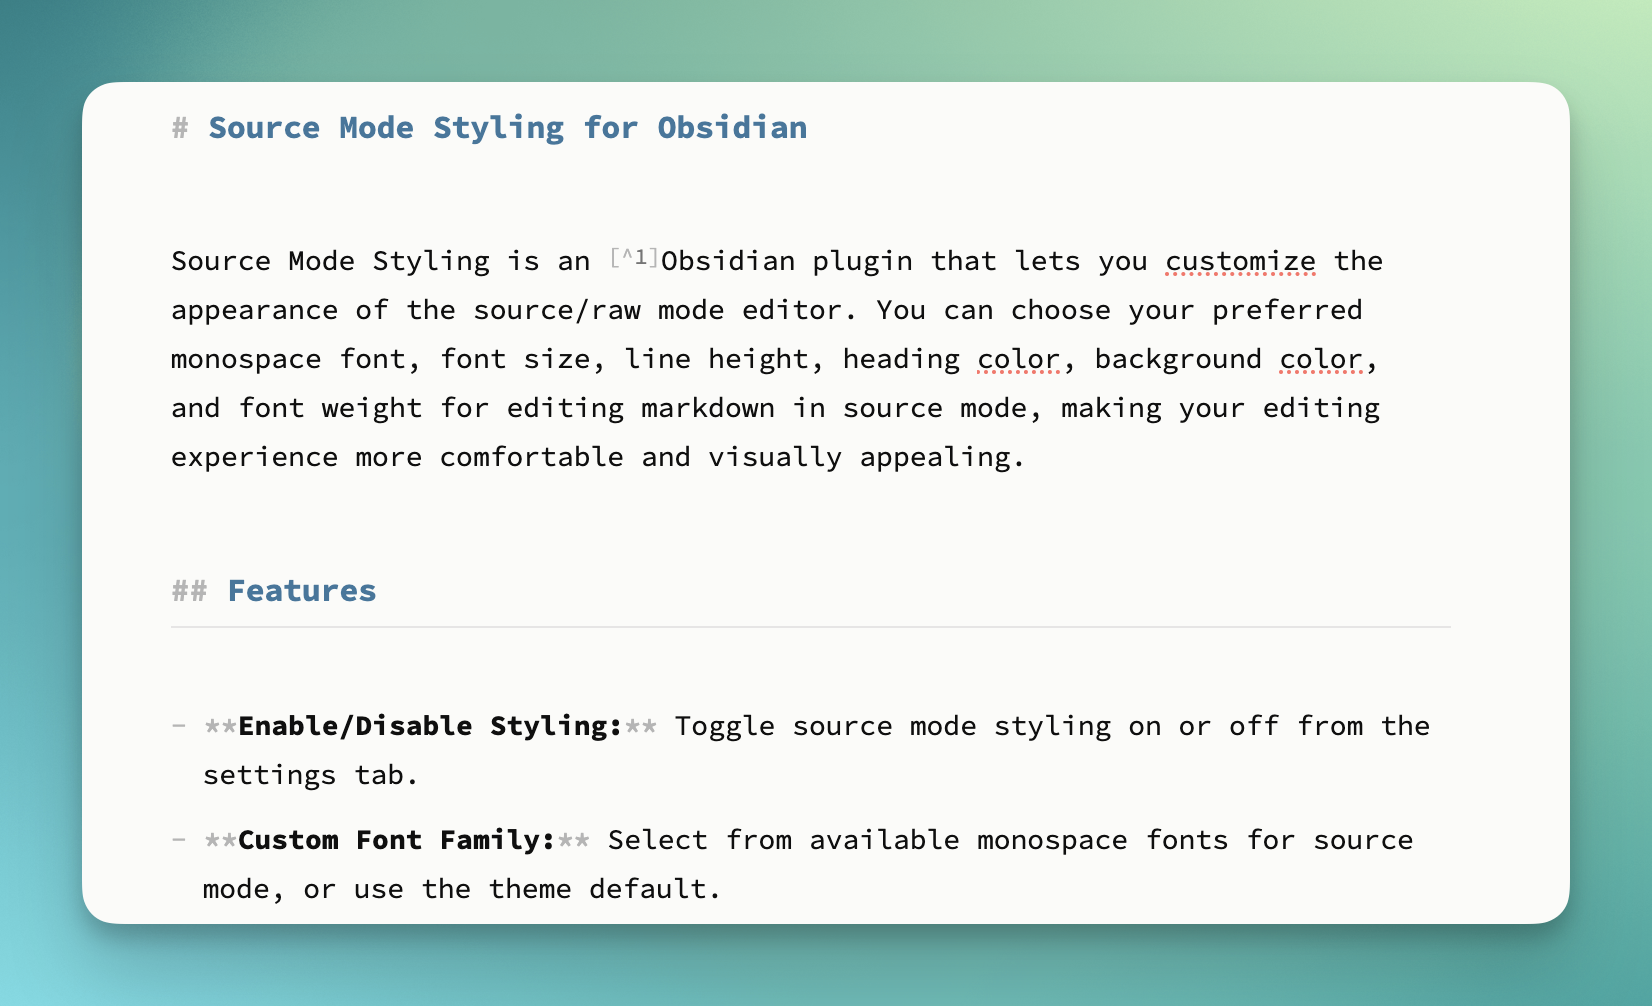 # Source Mode Styling for Obsidian
Source Mode Styling is an [^1]Obsidian plugin that lets you customize the
appearance of the source/raw mode editor. You can choose your preferred
monospace font, font size, line height, heading color, background color,
and font weight for editing markdown in source mode, making your editing
experience more comfortable and visually appealing.
## Features
- **Enable/Disable Styling:** Toggle source mode styling on or off from the
settings tab.
- **Custom Font Family:** Select from available monospace fonts for source
mode, or use the theme default.